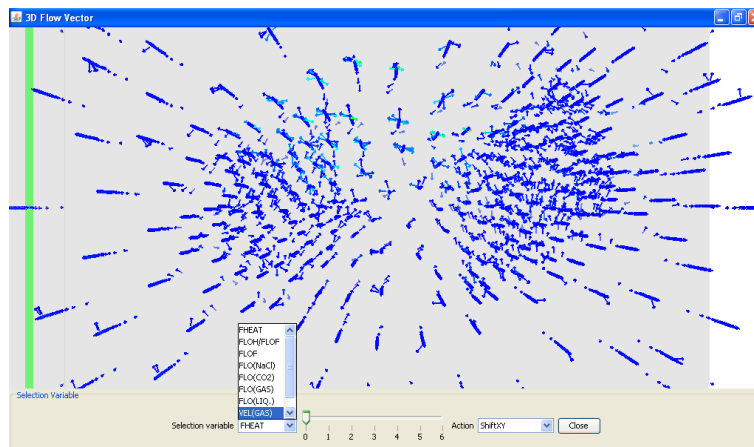 3D Flow Vector
FHEAT
FLOH/FLOF
FLOF
FLO(NaCl)
FLO(CO2)
FLO(GAS)
FLO(LIQ.)
VEL(GAS)
Selection Variable
Selection variable FHEAT Action ShiftXY Close
0 1 2 3 4 5 6